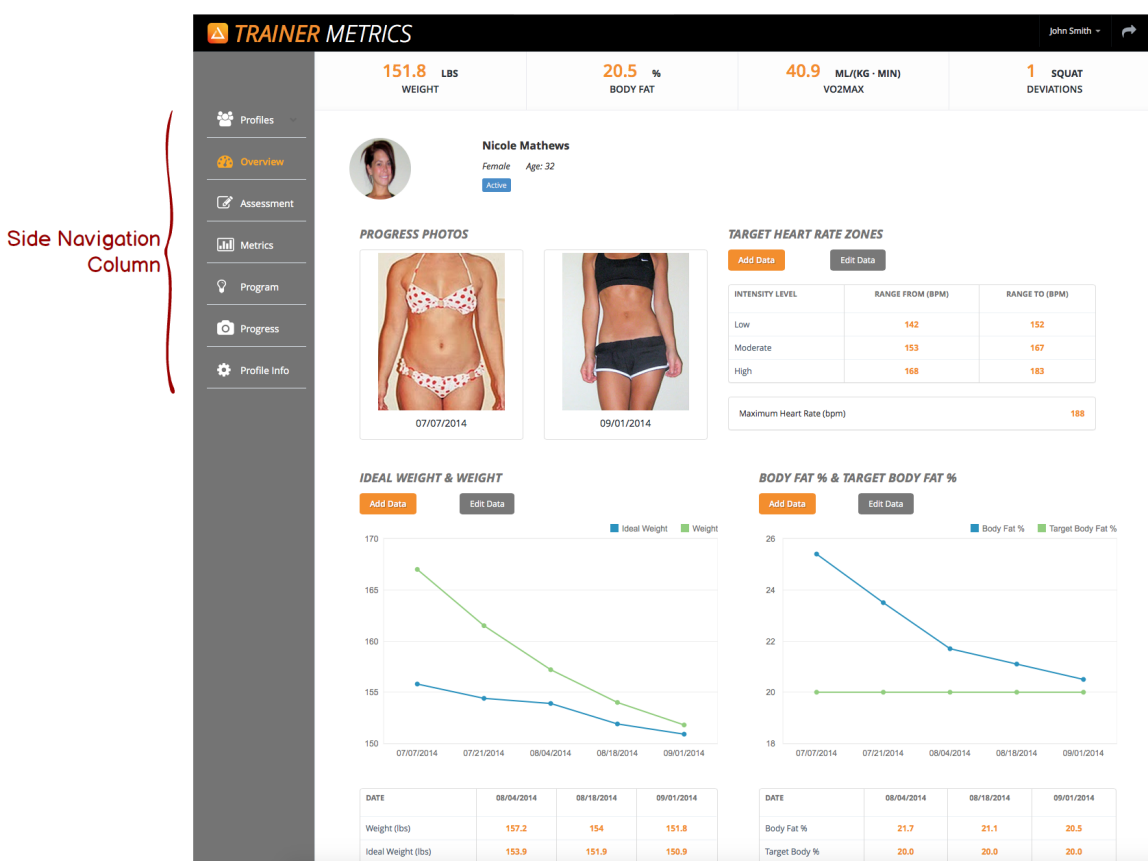 TRAINER METRICS
John Smith
151.8 LBS
WEIGHT
20.5 %
BODY FAT
40.9 ML/(KG · MIN)
VO2MAX
1 SQUAT
DEVIATIONS
Side Navigation
Column
Profiles
Overview
Assessment
Metrics
Program
Progress
Profile Info
Nicole Mathews
Female Age: 32
Active
PROGRESS PHOTOS
07/07/2014
09/01/2014
TARGET HEART RATE ZONES
Add Data Edit Data
INTENSITY LEVEL RANGE FROM (BPM) RANGE TO (BPM)
Low 142 152
Moderate 153 167
High 168 183
Maximum Heart Rate (bpm) 188
IDEAL WEIGHT & WEIGHT
Add Data Edit Data
Ideal Weight Weight
170
165
160
155
150
07/07/2014 07/21/2014 08/04/2014 08/18/2014 09/01/2014
DATE 08/04/2014 08/18/2014 09/01/2014
Weight (lbs) 157.2 154 151.8
Ideal Weight (lbs) 153.9 151.9 150.9
BODY FAT % & TARGET BODY FAT %
Add Data Edit Data
Body Fat % Target Body Fat %
26
24
22
20
18
07/07/2014 07/21/2014 08/04/2014 08/18/2014 09/01/2014
DATE 08/04/2014 08/18/2014 09/01/2014
Body Fat % 21.7 21.1 20.5
Target Body % 20.0 20.0 20.0